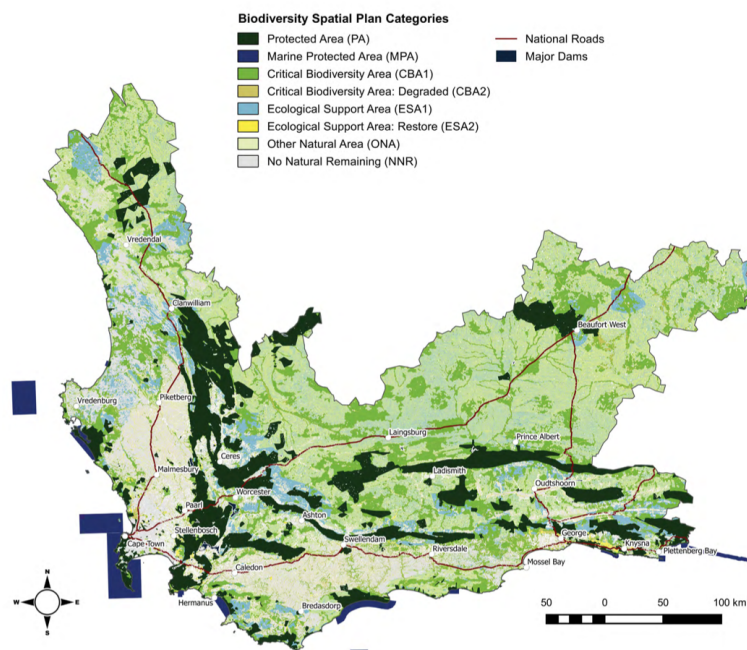 Biodiversity Spatial Plan Categories
Protected Area (PA)
Marine Protected Area (MPA)
Critical Biodiversity Area (CBA1)
Critical Biodiversity Area: Degraded (CBA2)
Ecological Support Area (ESA1)
Ecological Support Area: Restore (ESA2)
Other Natural Area (ONA)
No Natural Remaining (NNR)
National Roads
Major Dams
Vredendal
Clanwilliam
Beaufort West
Vredenburg
Piketberg
Laingsburg
Prince Albert
Malmesbury
Ceres
Ladismith
Oudtshoorn
Worcester
Paarl
Ashton
Stellenbosch
Cape Town
Swellendam
Riversdale
George
Knysna
Plettenberg Bay
Mossel Bay
Caledon
Hermanus
Bredasdorp
N
W
E
S
50 0 50 100 km